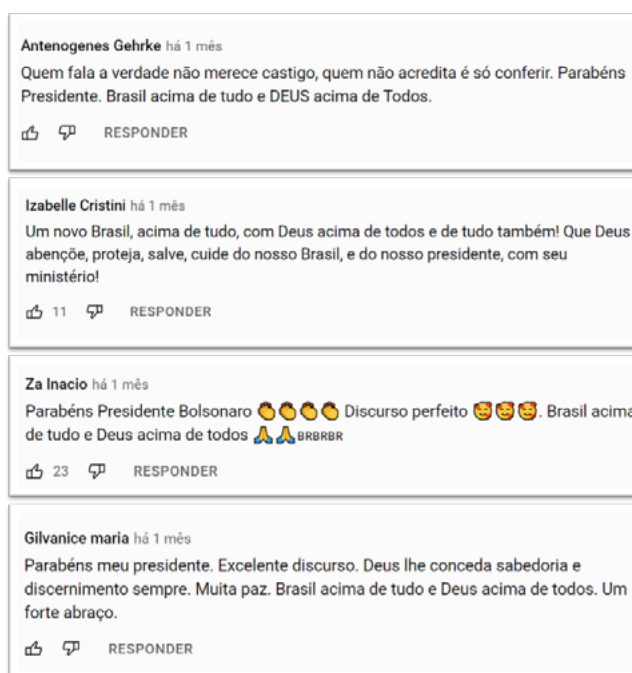 Antenogenes Gehrke há 1 mês
Quem fala a verdade não merece castigo, quem não acredita é só conferir. Parabéns
Presidente. Brasil acima de tudo e DEUS acima de Todos.
RESPONDER
Izabelle Cristini há 1 mês
Um novo Brasil, acima de tudo, com Deus acima de todos e de tudo também! Que Deus
abençõe, proteja, salve, cuide do nosso Brasil, e do nosso presidente, com seu
ministério!
11 RESPONDER
Za Inacio há 1 mês
Parabéns Presidente Bolsonaro 👏👏👏👏 Discurso perfeito 🥰🥰🥰. Brasil acima
de tudo e Deus acima de todos 🙏🙏BRBRBR
23 RESPONDER
Gilvanice maria há 1 mês
Parabéns meu presidente. Excelente discurso. Deus lhe conceda sabedoria e
discernimento sempre. Muita paz. Brasil acima de tudo e Deus acima de todos. Um
forte abraço.
RESPONDER